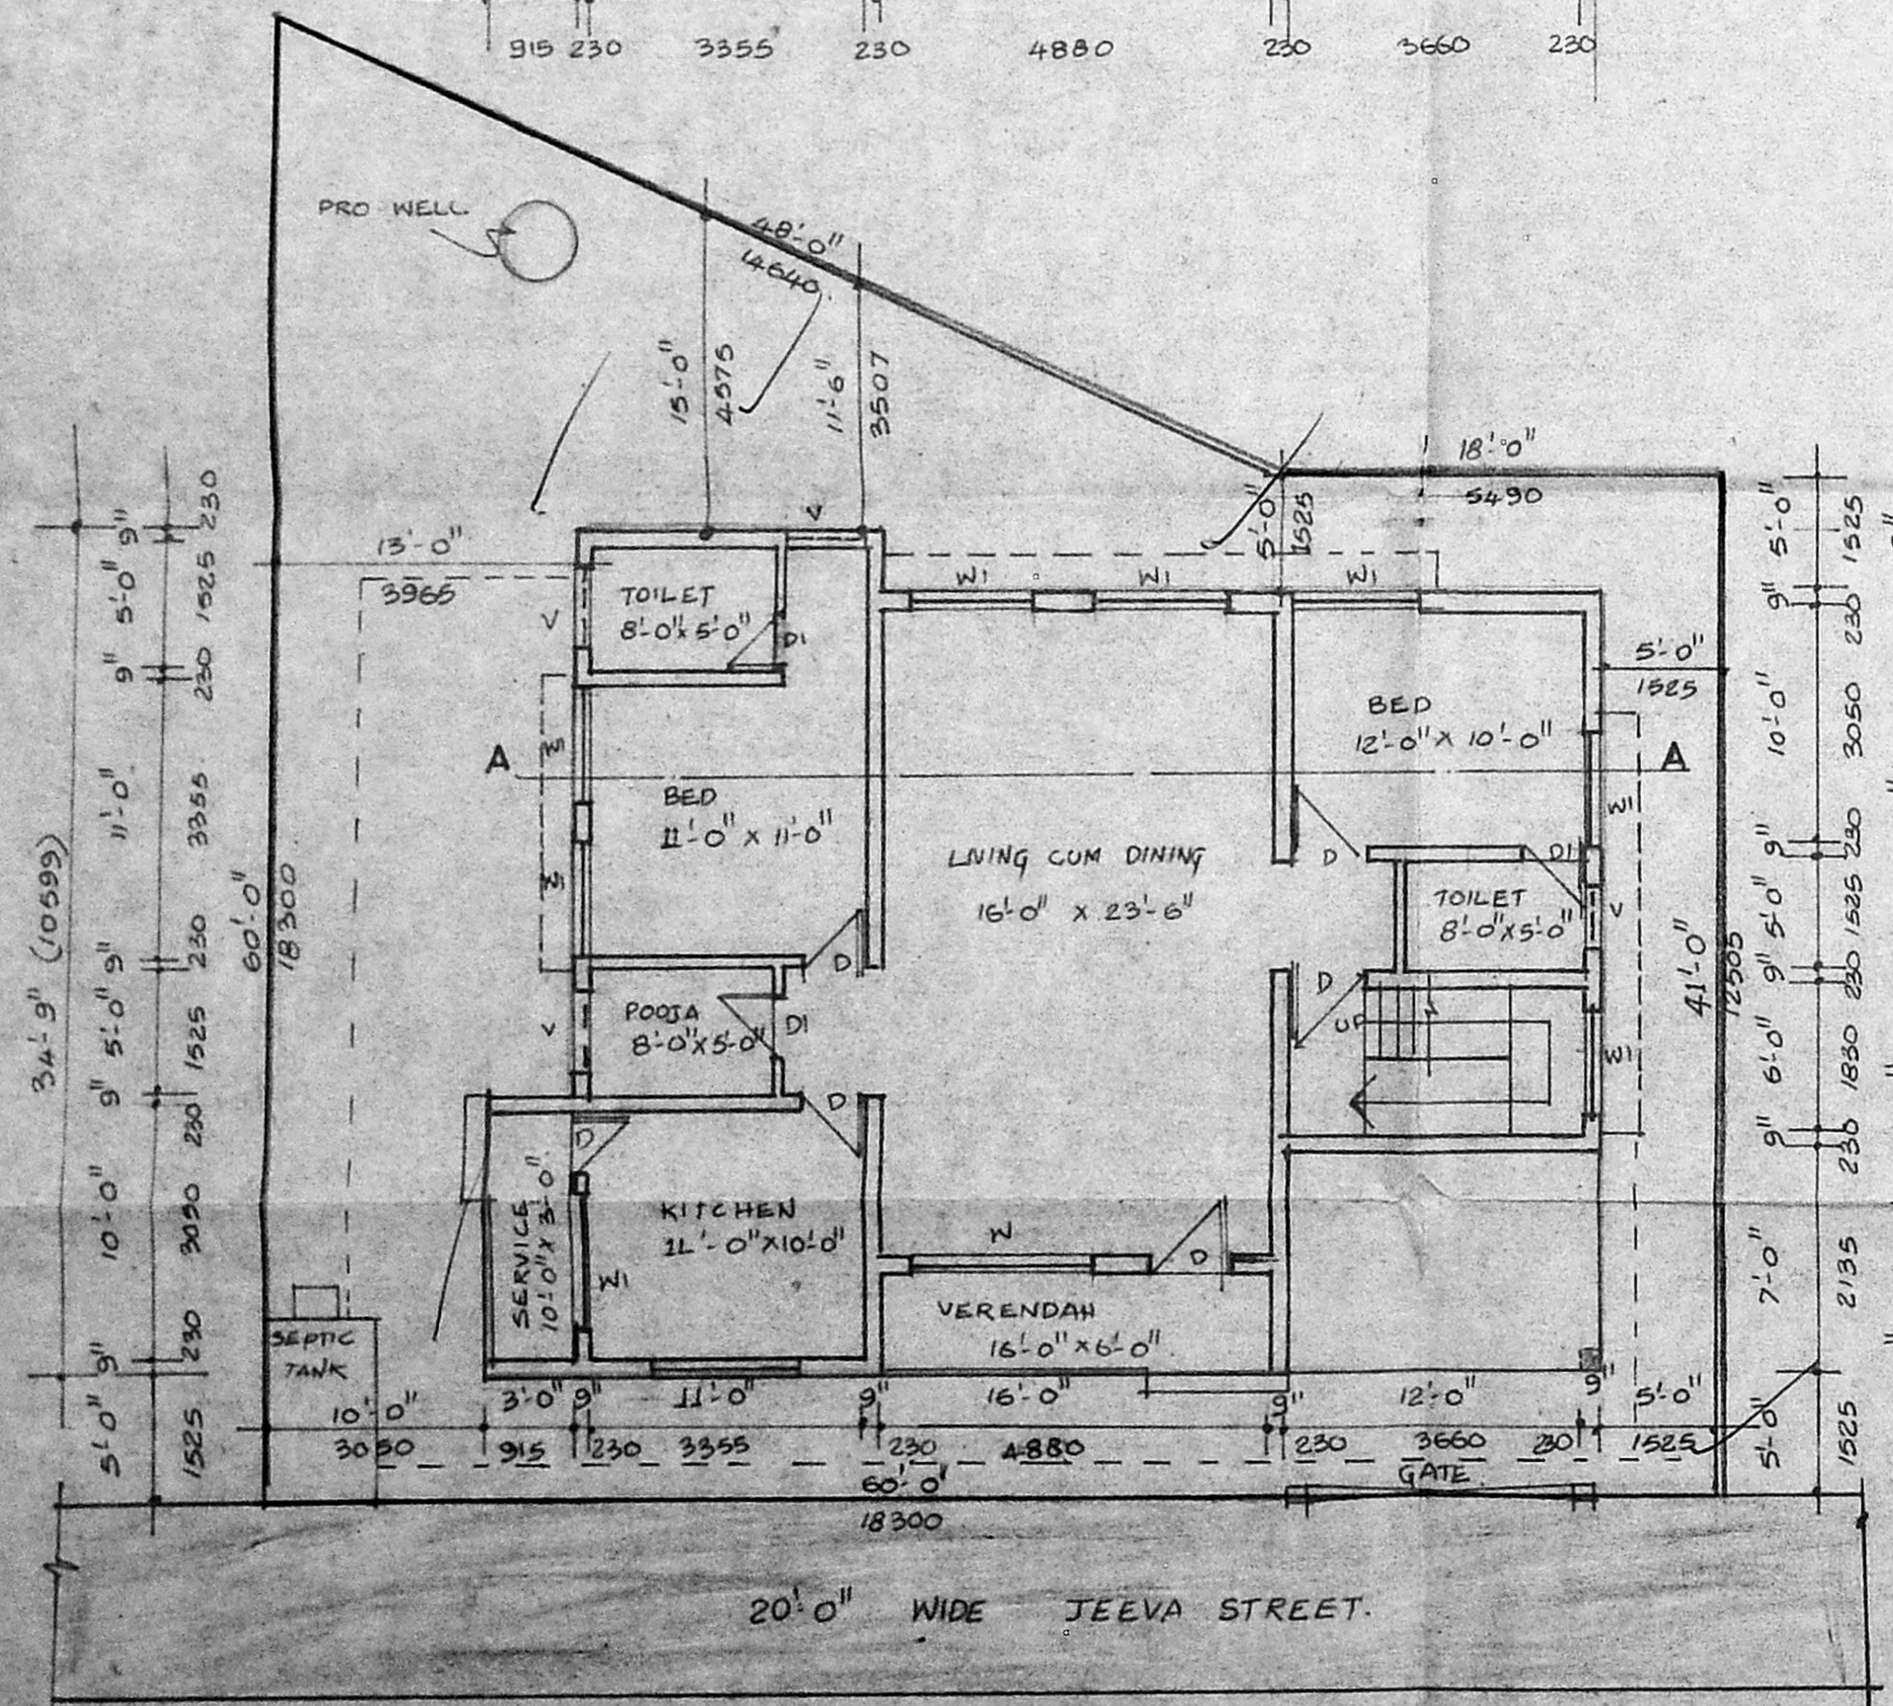 915 230 3355 230 4880 230 3660 230
PRO WELL
48'-0"
14640
15'-0"
4575
11'-6"
3507
18'-0"
5490
5'-0"
1525
13'-0"
3965
V
TOILET
8'-0"x5'-0"
D1
V
W1 W1 W1
5'-0"
1525
BED
12'-0" x 10'-0"
A A
W1
BED
11'-0" x 11'-0"
W1
W1
D D1
LIVING CUM DINING
16'-0" x 23'-6"
TOILET
8'-0"x5'-0"
V
D
D
POOJA
8'-0"x5'-0"
D1
V
UP
W1
D
D
SERVICE
10'-0" x 3'-0"
KITCHEN
11'-0"x10'-0"
W1
W
D
VERENDAH
16'-0" x 6'-0"
SEPTIC
TANK
34'-9" (10599)
9" 5'-0" 9" 11'-0" 9" 5'-0" 9" 10'-0" 9" 5'-0"
230 1525 230 3355 230 1525 230 3050 230 1525
60'-0"
18300
41'-0"
12505
5'-0" 9" 10'-0" 9" 5'-0" 9" 6'-0" 9" 7'-0" 5'-0"
1525 230 3050 230 1525 230 1830 230 2135 1525
10'-0" 3'-0" 9" 11'-0" 9" 16'-0" 9" 12'-0" 9" 5'-0"
3050 915 230 3355 230 4880 230 3660 230 1525
GATE
60'-0"
18300
20'-0" WIDE JEEVA STREET.